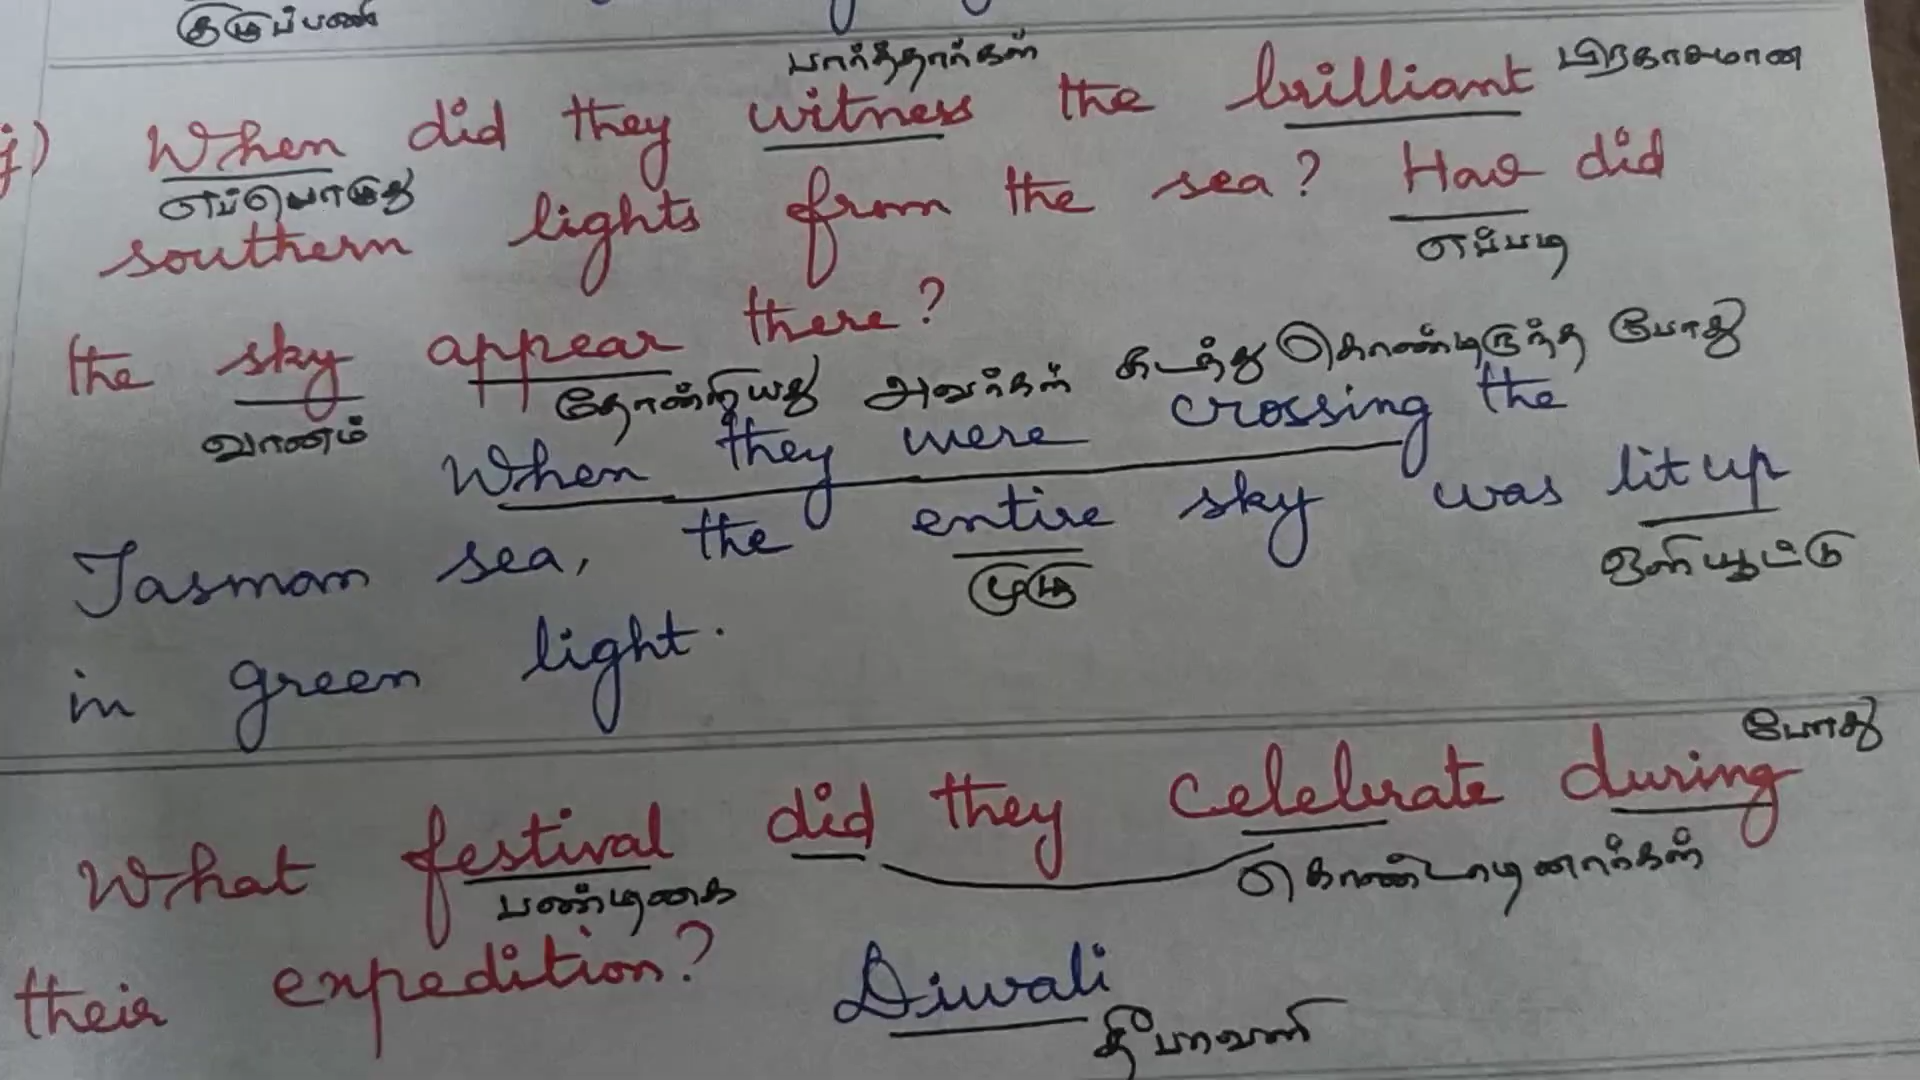 குழுப்பண்
பார்த்தார்கள் பிரகாசமான
j) When did they witness the brilliant
எப்பொழுது
southern lights from the sea? How did
எப்படி
the sky appear there?
வானம் தோன்றியது அவர்கள் கடந்து கொண்டிருந்த போது
When they were crossing the
Tasman sea, the entire sky was lit up
முழு ஒளியூட்டு
in green light.
போது
What festival did they celebrate during
பண்டிகை கொண்டாடினார்கள்
their expedition? Diwali
தீபாவளி